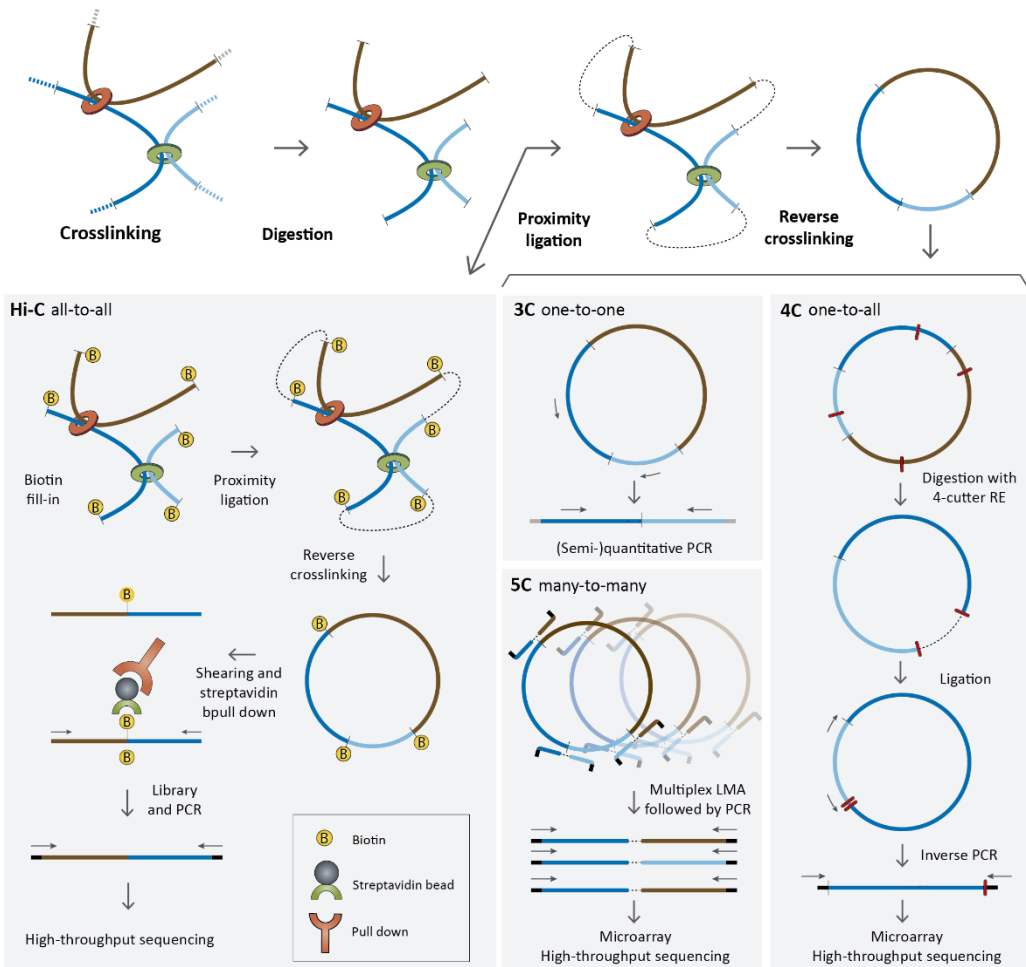 Crosslinking
Digestion
Proximity
ligation
Reverse
crosslinking
Hi-C all-to-all
B
B
B
B
B
B
Biotin
fill-in
Proximity
ligation
B
B
B
B
B
B
Reverse
crosslinking
B
B
B
B
Shearing and
streptavidin
bpull down
B
B
B
Library
and PCR
High-throughput sequencing
B Biotin
Streptavidin bead
Pull down
3C one-to-one
(Semi-)quantitative PCR
5C many-to-many
Multiplex LMA
followed by PCR
Microarray
High-throughput sequencing
4C one-to-all
Digestion with
4-cutter RE
Ligation
Inverse PCR
Microarray
High-throughput sequencing